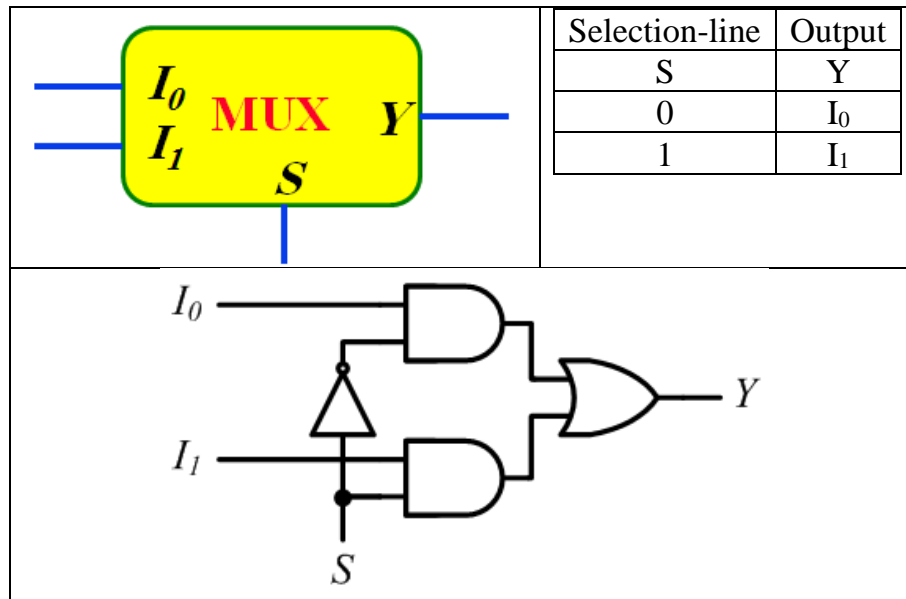 I₀
MUX
Y
I₁
S
Selection-line Output
S Y
0 I₀
1 I₁
I₀
Y
I₁
S